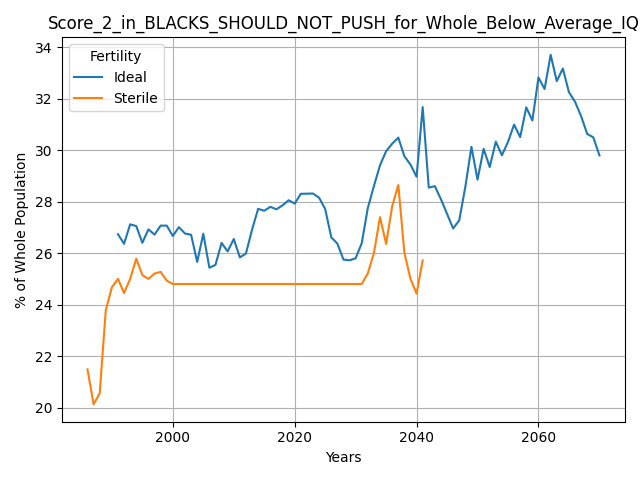 Score_2_in_BLACKS_SHOULD_NOT_PUSH_for_Whole_Below_Average_IQ
Fertility
Ideal
Sterile
% of Whole Population
34
32
30
28
26
24
22
20
2000 2020 2040 2060
Years